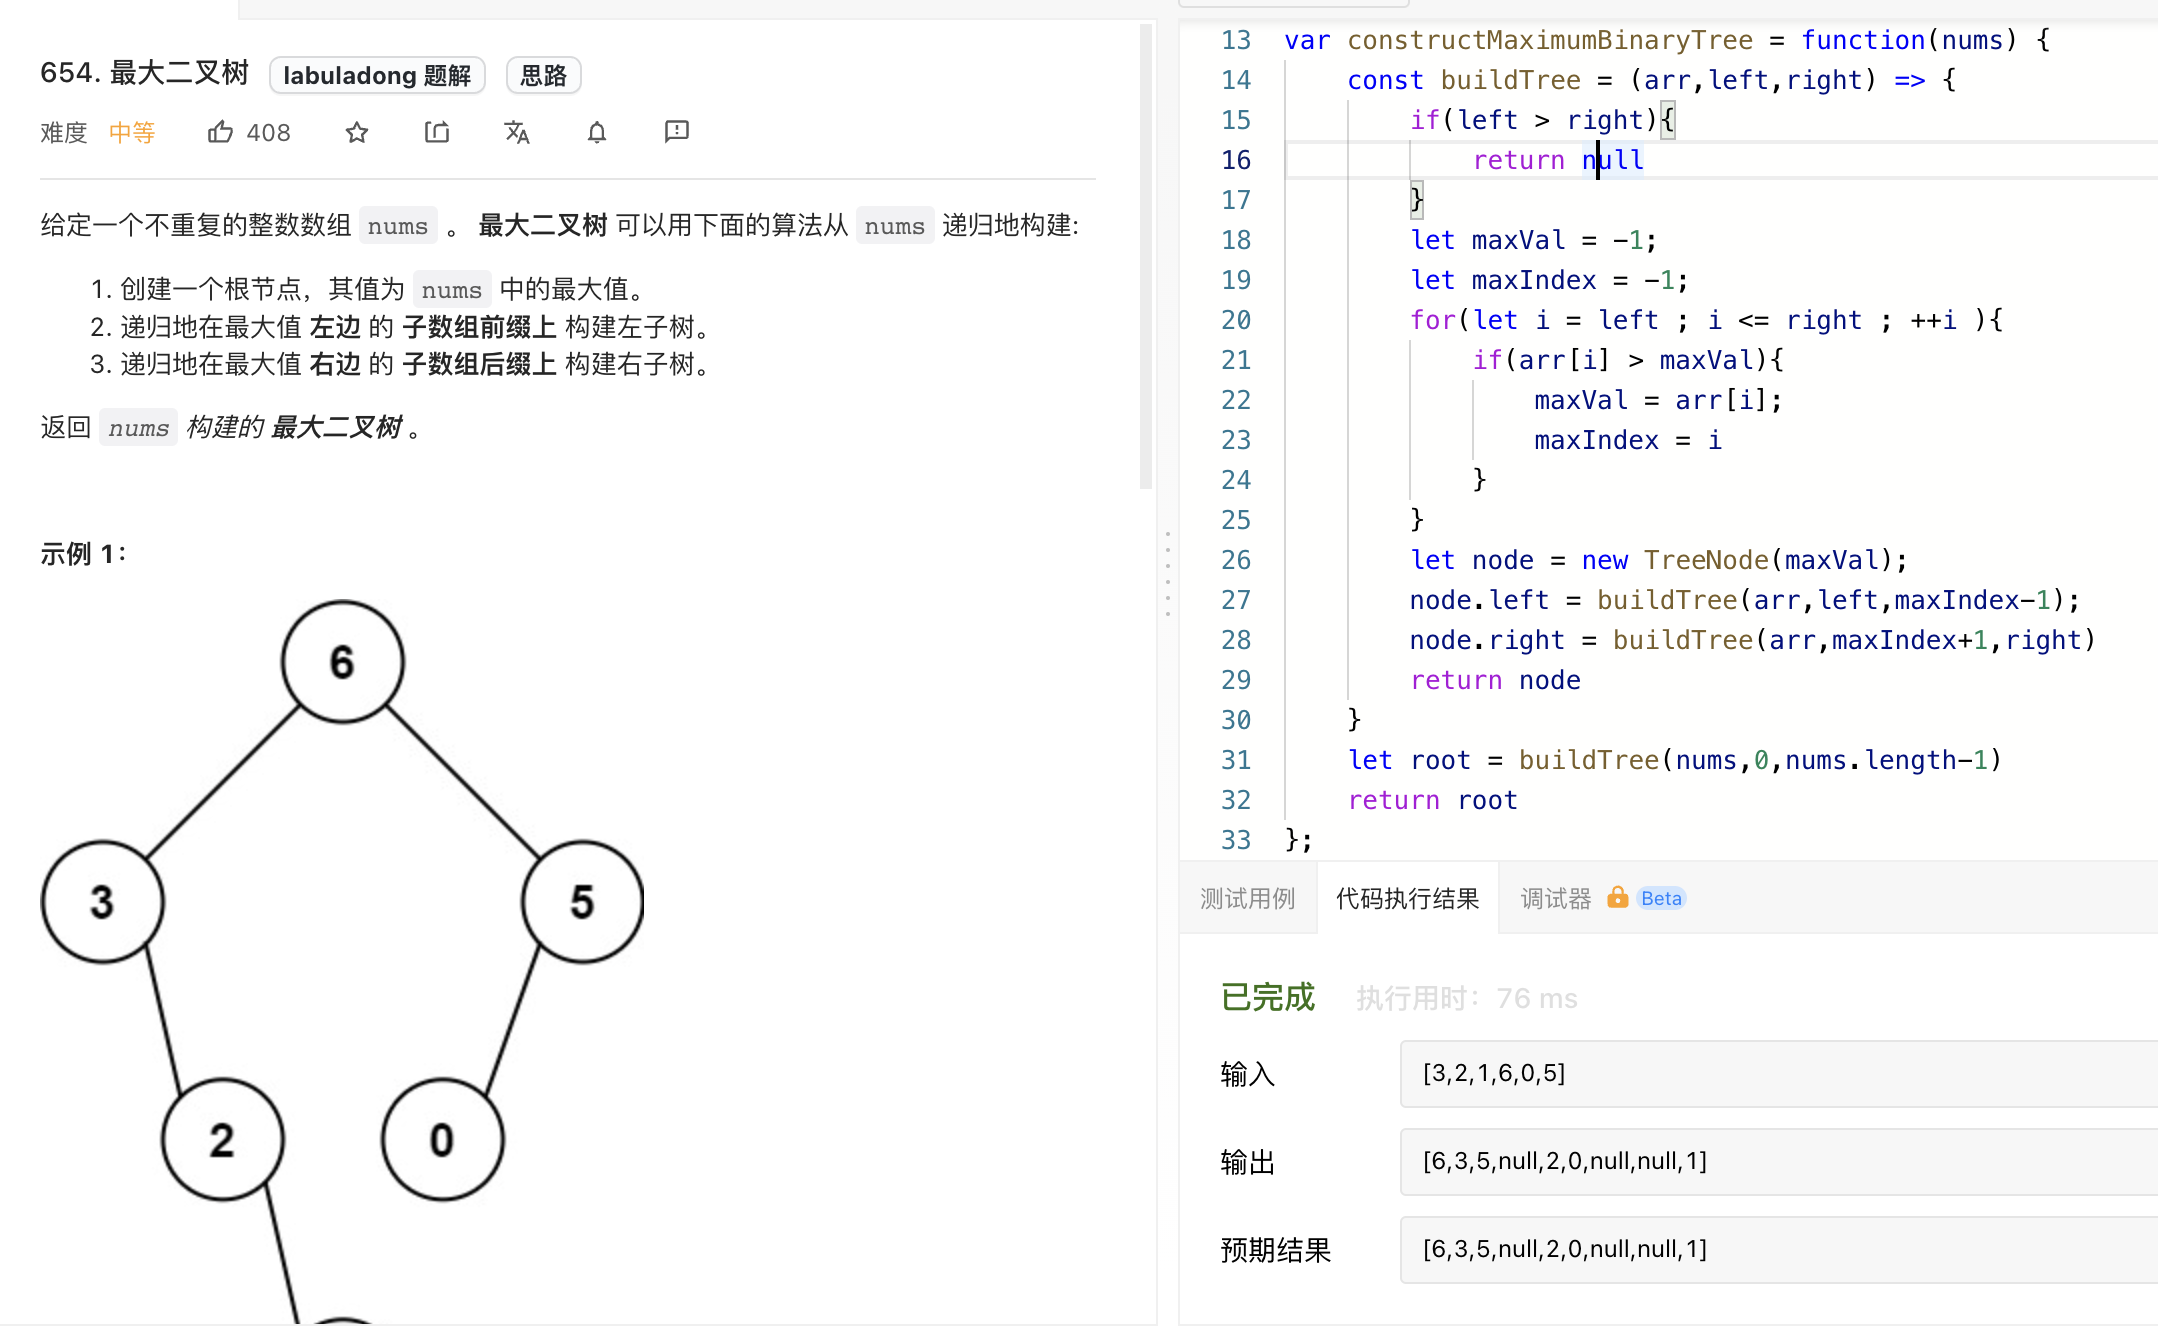 654. 最大二叉树 labuladong 题解 思路
难度 中等 408
给定一个不重复的整数数组 nums 。 最大二叉树 可以用下面的算法从 nums 递归地构建:
1. 创建一个根节点，其值为 nums 中的最大值。
2. 递归地在最大值 左边 的 子数组前缀上 构建左子树。
3. 递归地在最大值 右边 的 子数组后缀上 构建右子树。
返回 nums 构建的 最大二叉树 。
示例 1：
6
3 5
2 0
13 var constructMaximumBinaryTree = function(nums) {
14 const buildTree = (arr,left,right) => {
15 if(left > right){
16 return null
17 }
18 let maxVal = -1;
19 let maxIndex = -1;
20 for(let i = left ; i <= right ; ++i ){
21 if(arr[i] > maxVal){
22 maxVal = arr[i];
23 maxIndex = i
24 }
25 }
26 let node = new TreeNode(maxVal);
27 node.left = buildTree(arr,left,maxIndex-1);
28 node.right = buildTree(arr,maxIndex+1,right)
29 return node
30 }
31 let root = buildTree(nums,0,nums.length-1)
32 return root
33 };
测试用例 代码执行结果 调试器 Beta
已完成 执行用时：76 ms
输入 [3,2,1,6,0,5]
输出 [6,3,5,null,2,0,null,null,1]
预期结果 [6,3,5,null,2,0,null,null,1]